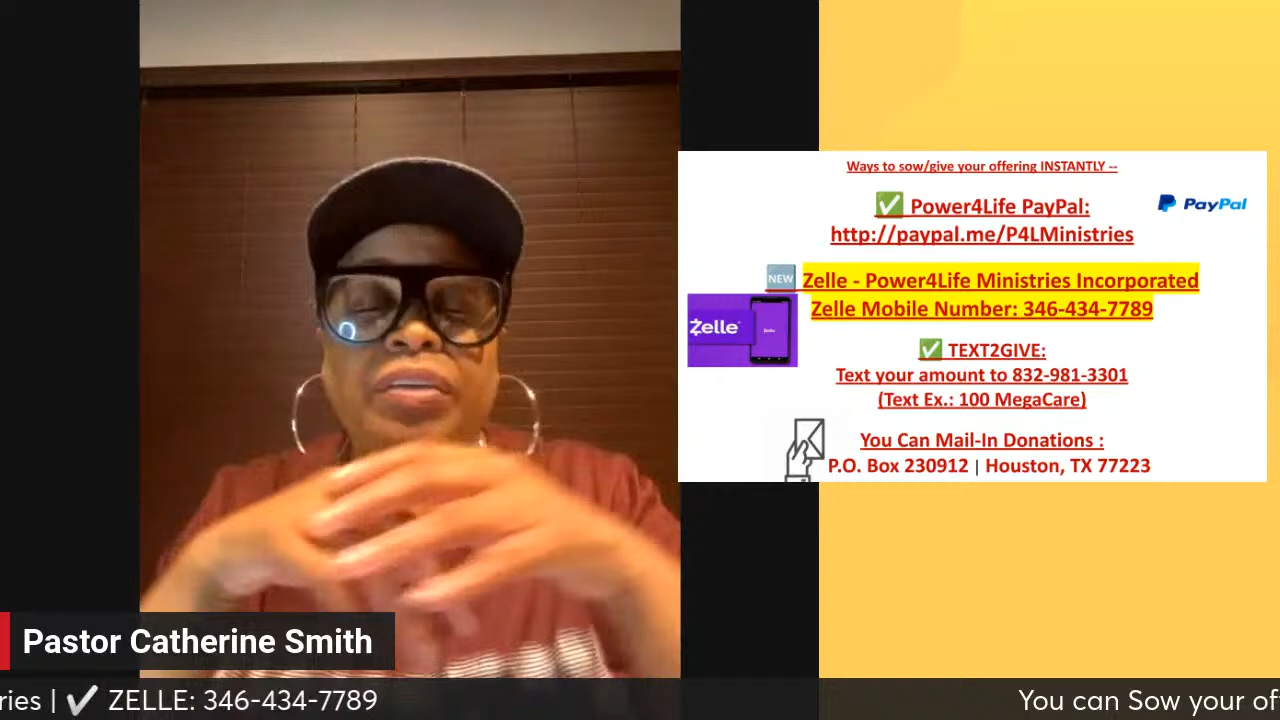 Ways to sow/give your offering INSTANTLY --
✅ Power4Life PayPal:
PayPal
http://paypal.me/P4LMinistries
NEW Zelle - Power4Life Ministries Incorporated
Zelle Mobile Number: 346-434-7789
Zelle
✅ TEXT2GIVE:
Text your amount to 832-981-3301
(Text Ex.: 100 MegaCare)
You Can Mail-In Donations :
P.O. Box 230912 | Houston, TX 77223
Pastor Catherine Smith
ries | ✔ ZELLE: 346-434-7789 You can Sow your of